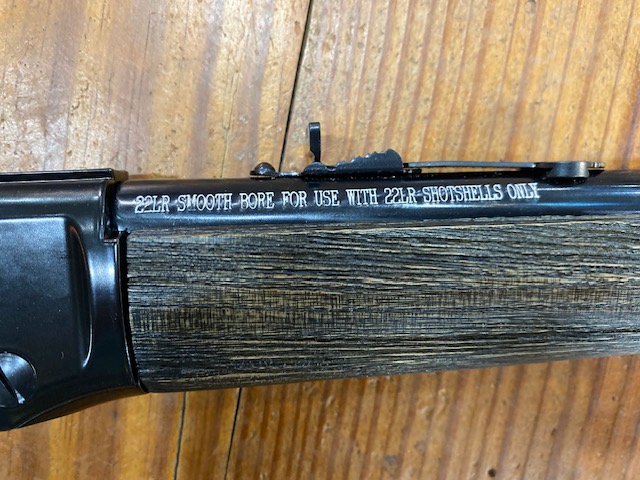 22LR SMOOTH BORE FOR USE WITH 22LR SHOTSHELLS ONLY